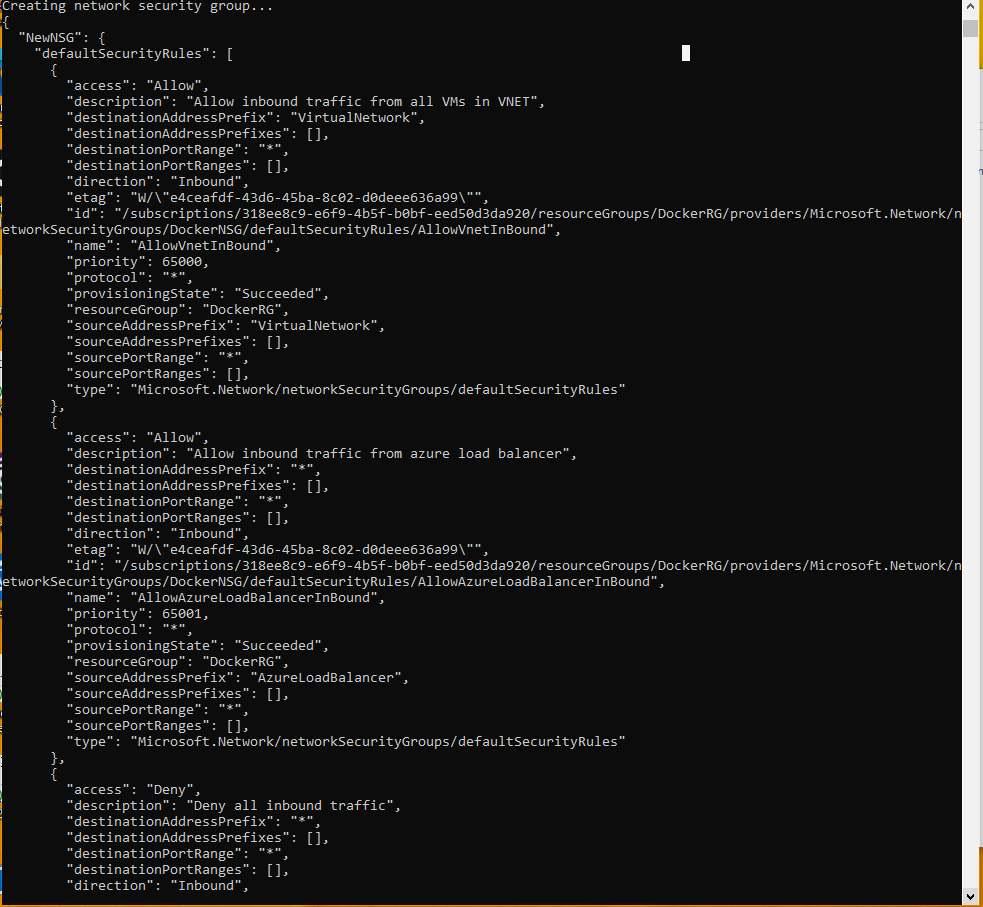 Creating network security group...
{
  "NewNSG": {
    "defaultSecurityRules": [
      {
        "access": "Allow",
        "description": "Allow inbound traffic from all VMs in VNET",
        "destinationAddressPrefix": "VirtualNetwork",
        "destinationAddressPrefixes": [],
        "destinationPortRange": "*",
        "destinationPortRanges": [],
        "direction": "Inbound",
        "etag": "W/\"e4ceafdf-43d6-45ba-8c02-d0deee636a99\"",
        "id": "/subscriptions/318ee8c9-e6f9-4b5f-b0bf-eed50d3da920/resourceGroups/DockerRG/providers/Microsoft.Network/n
etworkSecurityGroups/DockerNSG/defaultSecurityRules/AllowVnetInBound",
        "name": "AllowVnetInBound",
        "priority": 65000,
        "protocol": "*",
        "provisioningState": "Succeeded",
        "resourceGroup": "DockerRG",
        "sourceAddressPrefix": "VirtualNetwork",
        "sourceAddressPrefixes": [],
        "sourcePortRange": "*",
        "sourcePortRanges": [],
        "type": "Microsoft.Network/networkSecurityGroups/defaultSecurityRules"
      },
      {
        "access": "Allow",
        "description": "Allow inbound traffic from azure load balancer",
        "destinationAddressPrefix": "*",
        "destinationAddressPrefixes": [],
        "destinationPortRange": "*",
        "destinationPortRanges": [],
        "direction": "Inbound",
        "etag": "W/\"e4ceafdf-43d6-45ba-8c02-d0deee636a99\"",
        "id": "/subscriptions/318ee8c9-e6f9-4b5f-b0bf-eed50d3da920/resourceGroups/DockerRG/providers/Microsoft.Network/n
etworkSecurityGroups/DockerNSG/defaultSecurityRules/AllowAzureLoadBalancerInBound",
        "name": "AllowAzureLoadBalancerInBound",
        "priority": 65001,
        "protocol": "*",
        "provisioningState": "Succeeded",
        "resourceGroup": "DockerRG",
        "sourceAddressPrefix": "AzureLoadBalancer",
        "sourceAddressPrefixes": [],
        "sourcePortRange": "*",
        "sourcePortRanges": [],
        "type": "Microsoft.Network/networkSecurityGroups/defaultSecurityRules"
      },
      {
        "access": "Deny",
        "description": "Deny all inbound traffic",
        "destinationAddressPrefix": "*",
        "destinationAddressPrefixes": [],
        "destinationPortRange": "*",
        "destinationPortRanges": [],
        "direction": "Inbound",